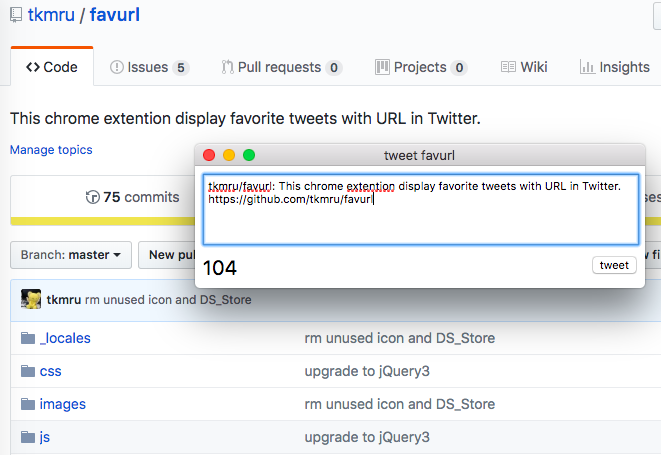 tkmru / favurl
Code Issues 5 Pull requests 0 Projects 0 Wiki Insights
This chrome extention display favorite tweets with URL in Twitter.
Manage topics
tweet favurl
tkmru/favurl: This chrome extention display favorite tweets with URL in Twitter.
https://github.com/tkmru/favurl
104
tweet
75 commits
Branch: master
tkmru rm unused icon and DS_Store
_locales rm unused icon and DS_Store
css upgrade to jQuery3
images rm unused icon and DS_Store
js upgrade to jQuery3